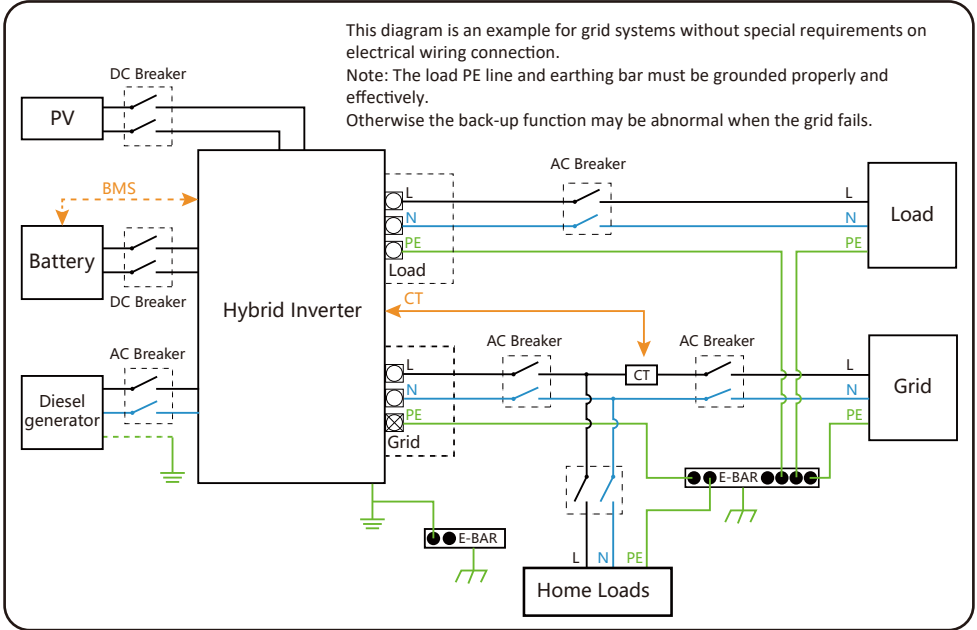 This diagram is an example for grid systems without special requirements on
electrical wiring connection.
Note: The load PE line and earthing bar must be grounded properly and
effectively.
Otherwise the back-up function may be abnormal when the grid fails.
DC Breaker
PV
AC Breaker
BMS
L
L
N
N
Load
PE
PE
Battery
Load
DC Breaker
CT
Hybrid Inverter
AC Breaker
AC Breaker
AC Breaker
L
CT
L
N
N
Grid
Diesel
generator
PE
PE
Grid
E-BAR
E-BAR
L
N
PE
Home Loads